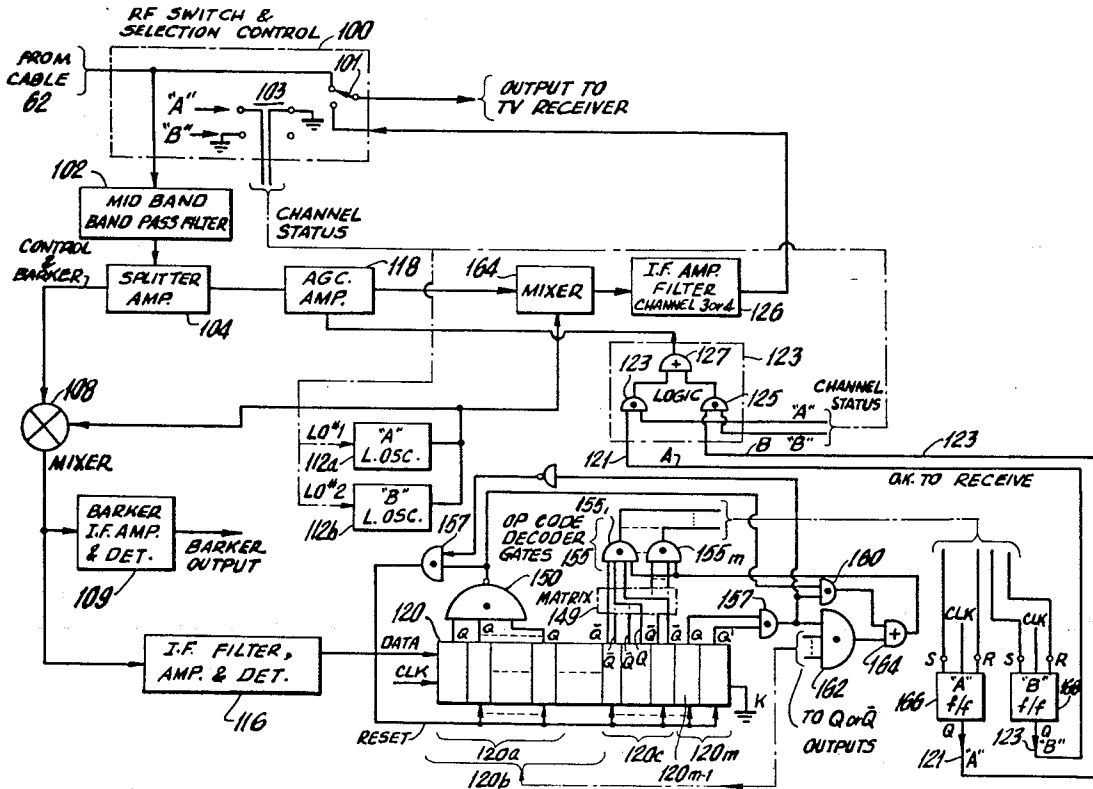 RF SWITCH &
SELECTION CONTROL
100
FROM
CABLE
62
101
"A"
103
"B"
OUTPUT TO
TV RECEIVER
102
MID BAND
BAND PASS FILTER
CHANNEL
STATUS
CONTROL
&
BARKER
SPLITTER
AMP.
104
118
AGC.
AMP.
164
MIXER
I.F. AMP.
FILTER
CHANNEL 3 or 4
126
127
123
123
LOGIC
125
CHANNEL
STATUS
"A"
B "B"
123
121
A
O.K. TO RECEIVE
108
MIXER
LO#1
"A"
L. OSC.
112a
LO#2
"B"
L. OSC.
112b
BARKER
I.F. AMP.
& DET.
109
BARKER
OUTPUT
157
155₁
OP CODE
DECODER
GATES
155
155m
150
MATRIX
149
157
160
162
164
120
Q Q Q Q̄ Q̄ Q Q Q̄ Q̄ Q Q'
I.F. FILTER,
AMP. & DET.
116
DATA
CLK
K
RESET
120a
120b
120c
120m
120m-1
TO Q or Q̄
OUTPUTS
CLK
CLK
S R S R
166
"A"
f/f
"B"
f/f
168
Q
121
"A"
Q
123
"B"